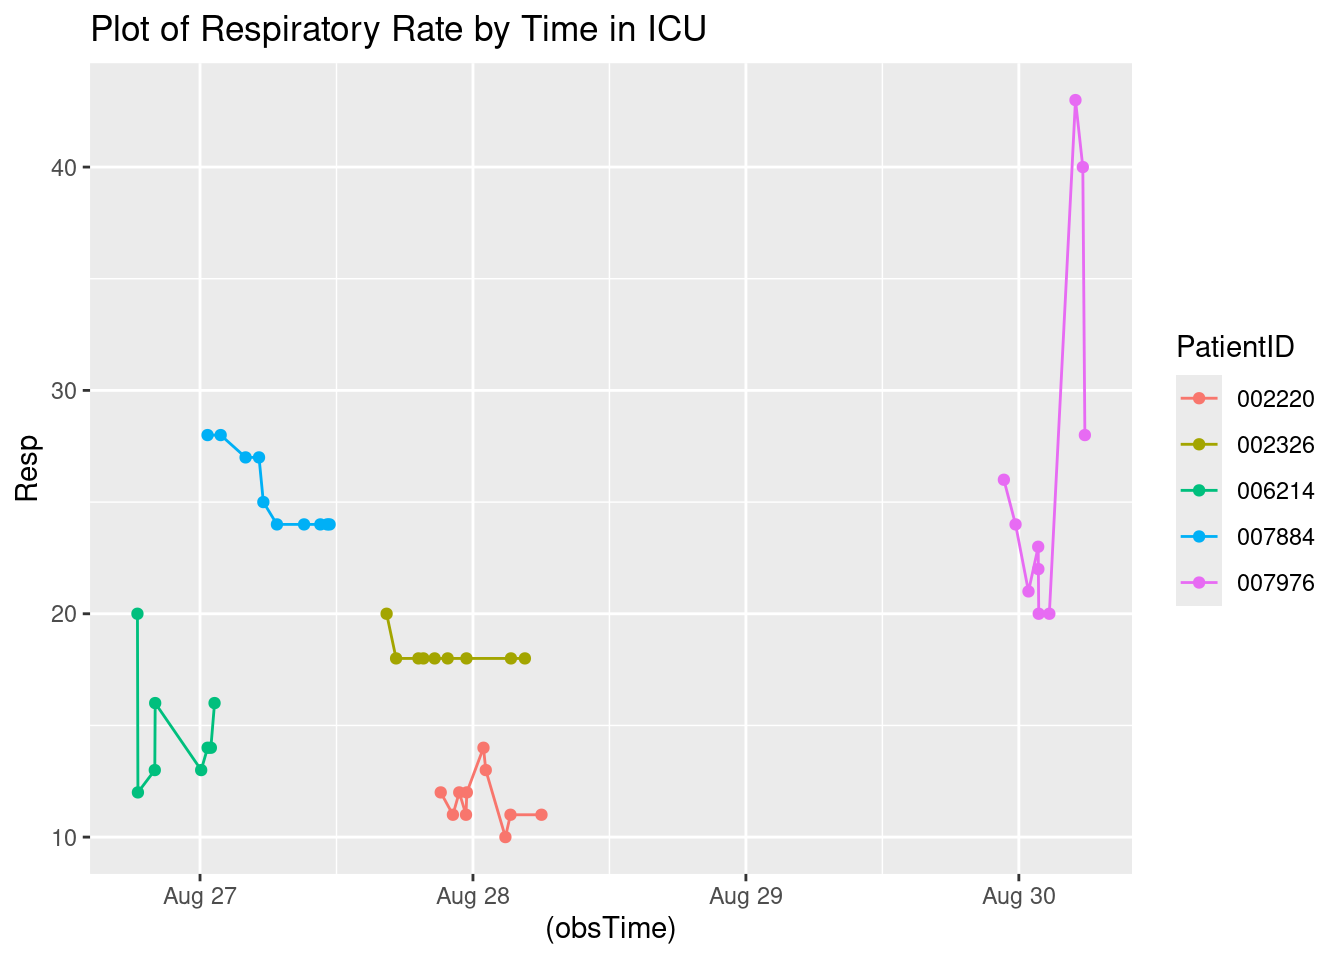 Plot of Respiratory Rate by Time in ICU
Resp
40
30
20
10
Aug 27
Aug 28
Aug 29
Aug 30
(obsTime)
PatientID
002220
002326
006214
007884
007976